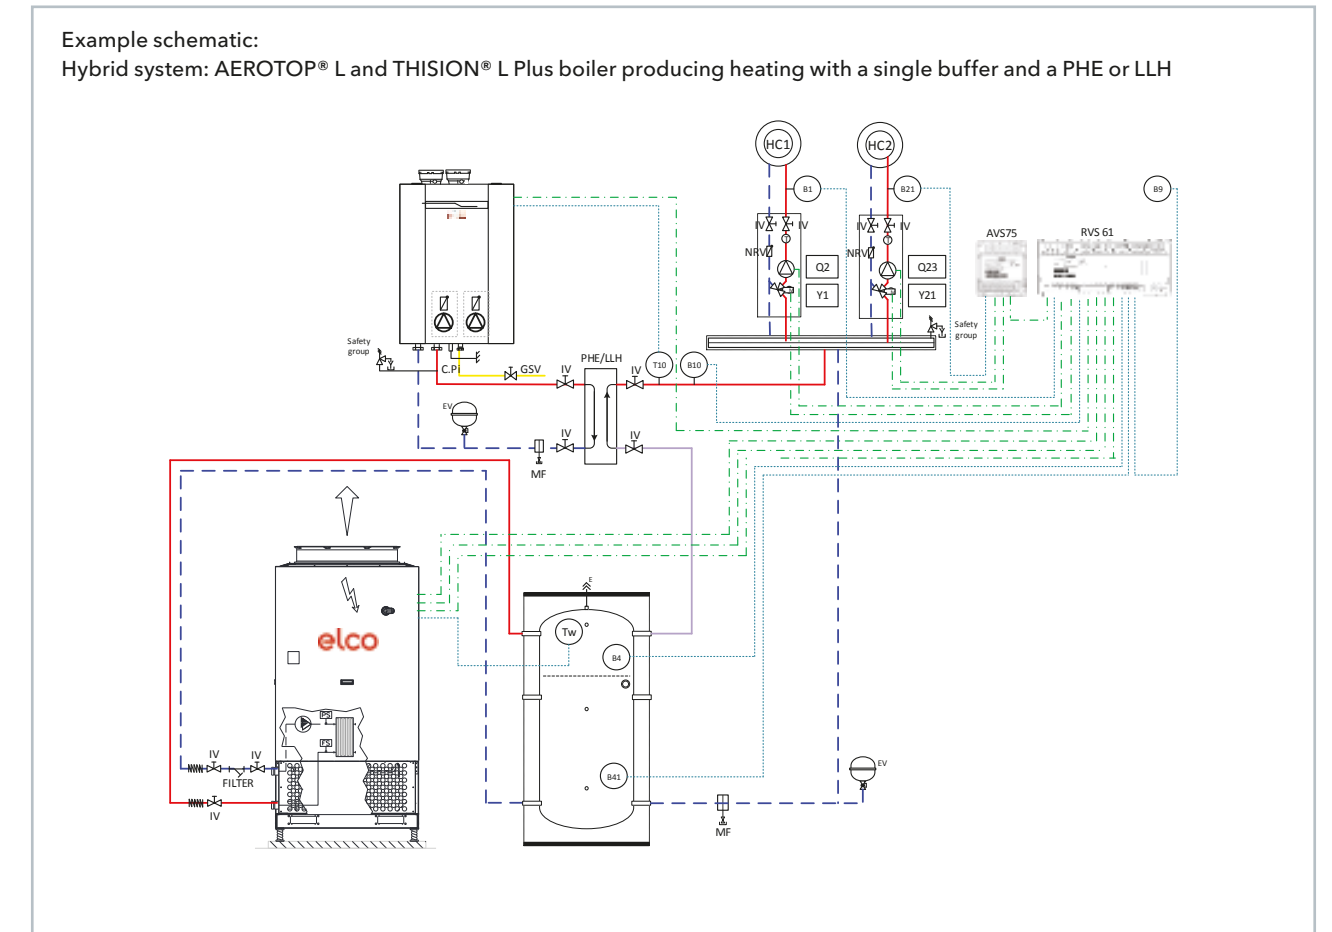 Example schematic:
Hybrid system: AEROTOP® L and THISION® L Plus boiler producing heating with a single buffer and a PHE or LLH
HC1
HC2
B1
B21
B9
IV
IV
IV
IV
AVS75
RVS 61
NRV
NRV
Q2
Q23
Y1
Y21
Safety
group
Safety
group
C.Pi
GSV
IV
PHE/LLH
IV
T10
B10
EV
IV
IV
MF
elco
E
Tw
B4
PS
FS
IV
IV
FILTER
IV
B41
EV
MF